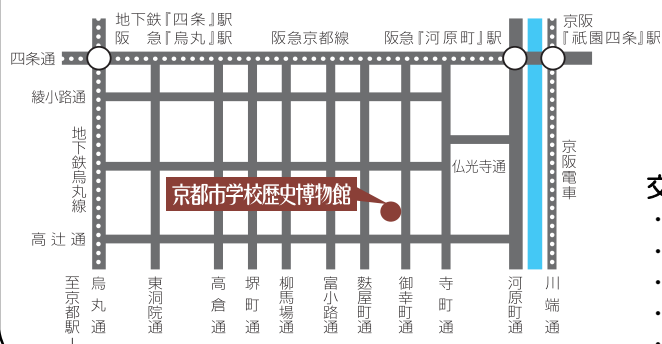 地下鉄『四条』駅
阪 急『烏丸』駅
阪急京都線
阪急『河原町』駅
京阪
『祇園四条』駅
四条通
綾小路通
地下鉄烏丸線
仏光寺通
京阪電車
京都市学校歴史博物館
高辻通
至京都駅
烏丸通
東洞院通
高倉通
堺町通
柳馬場通
富小路通
麩屋町通
御幸町通
寺町通
河原町通
川端通